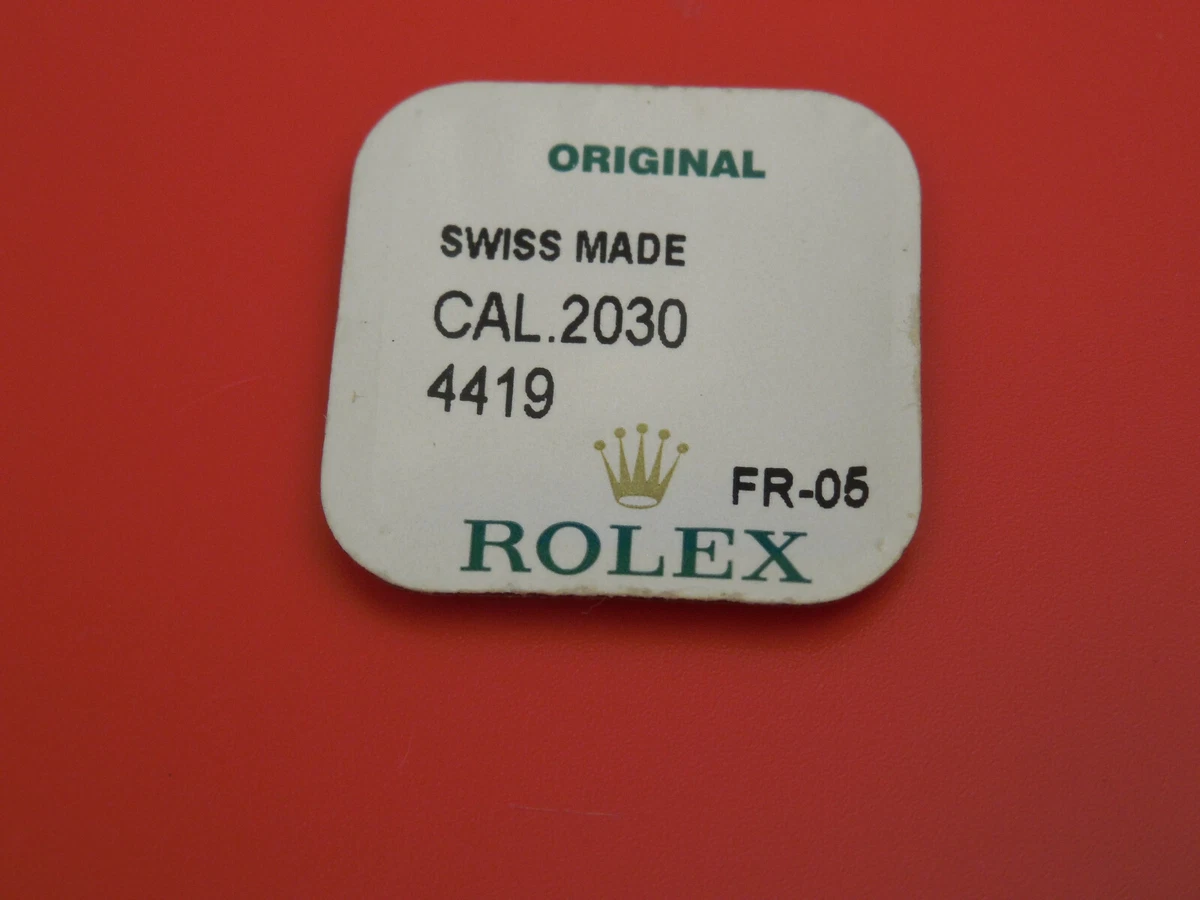 ORIGINAL
SWISS MADE
CAL.2030
4419
FR-05
ROLEX